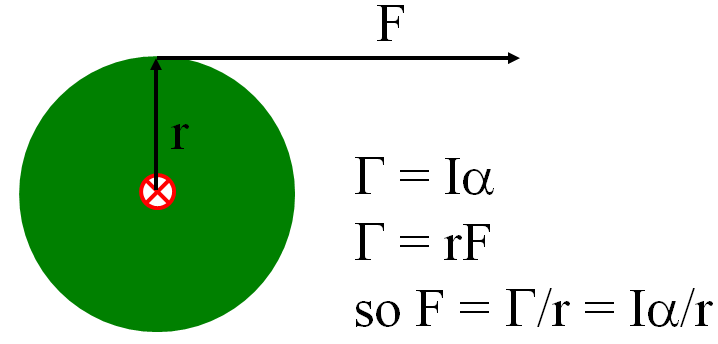 F
r
Γ = Iα
Γ = rF
so F = Γ/r = Iα/r